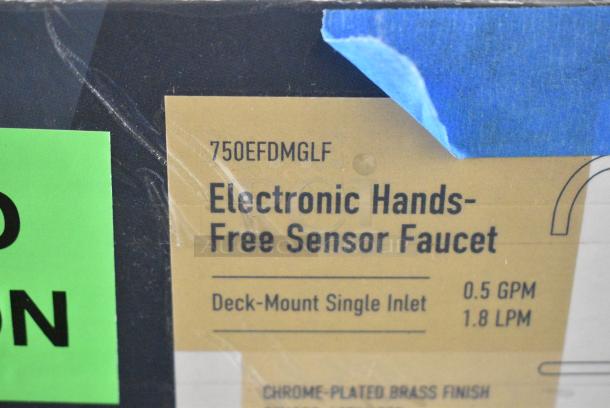 750EFDMGLF
Electronic Hands-
Free Sensor Faucet
Deck-Mount Single Inlet
0.5 GPM
1.8 LPM
CHROME-PLATED BRASS FINISH
ON